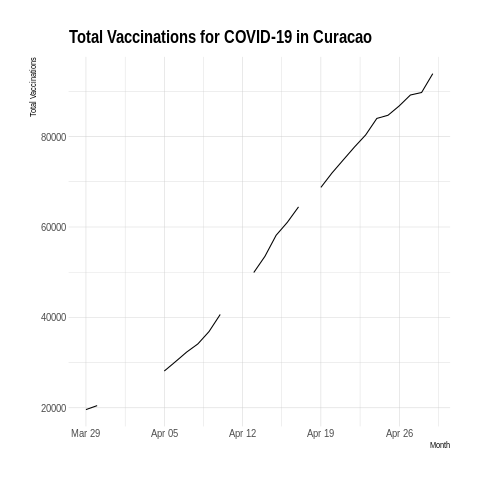 Total Vaccinations for COVID-19 in Curacao
Total Vaccinations
80000
60000
40000
20000
Mar 29 Apr 05 Apr 12 Apr 19 Apr 26
Month